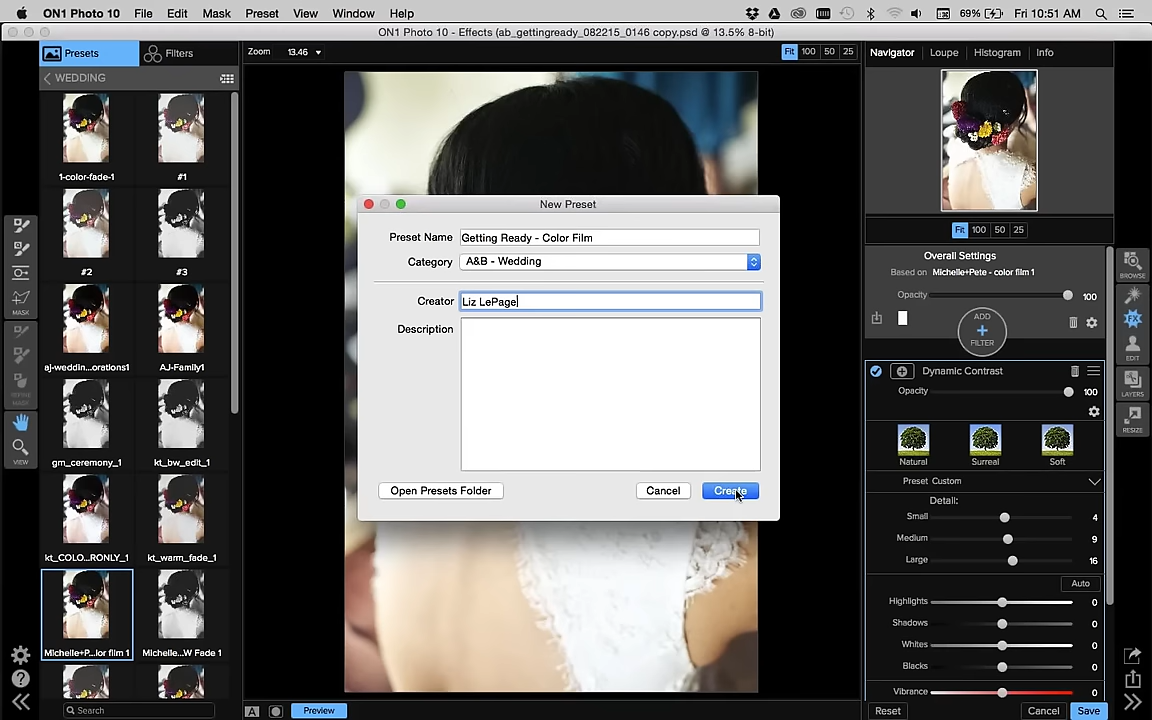 ON1 Photo 10 File Edit Mask Preset View Window Help 69% Fri 10:51 AM
ON1 Photo 10 - Effects (ab_gettingready_082215_0146 copy.psd @ 13.5% 8-bit)
Presets Filters
Zoom 13.46 Fit 100 50 25
Navigator Loupe Histogram Info
WEDDING
1-color-fade-1 #1
#2 #3
aj-weddin...orations1 AJ-Family1
gm_ceremony_1 kt_bw_edit_1
kt_COLO...RONLY_1 kt_warm_fade_1
Michelle+P...lor film 1 Michelle...W Fade 1
Search
MASK
REFINE
MASK
VIEW
New Preset
Preset Name Getting Ready - Color Film
Category A&B - Wedding
Creator Liz LePage
Description
Open Presets Folder Cancel Create
A Preview
Fit 100 50 25
Overall Settings
Based on Michelle+Pete - color film 1
Opacity 100
ADD
+
FILTER
Dynamic Contrast
Opacity 100
Natural Surreal Soft
Preset Custom
Detail:
Small 4
Medium 9
Large 16
Auto
Highlights 0
Shadows 0
Whites 0
Blacks 0
Vibrance 0
Reset Cancel Save
BROWSE
FX
EDIT
LAYERS
RESIZE